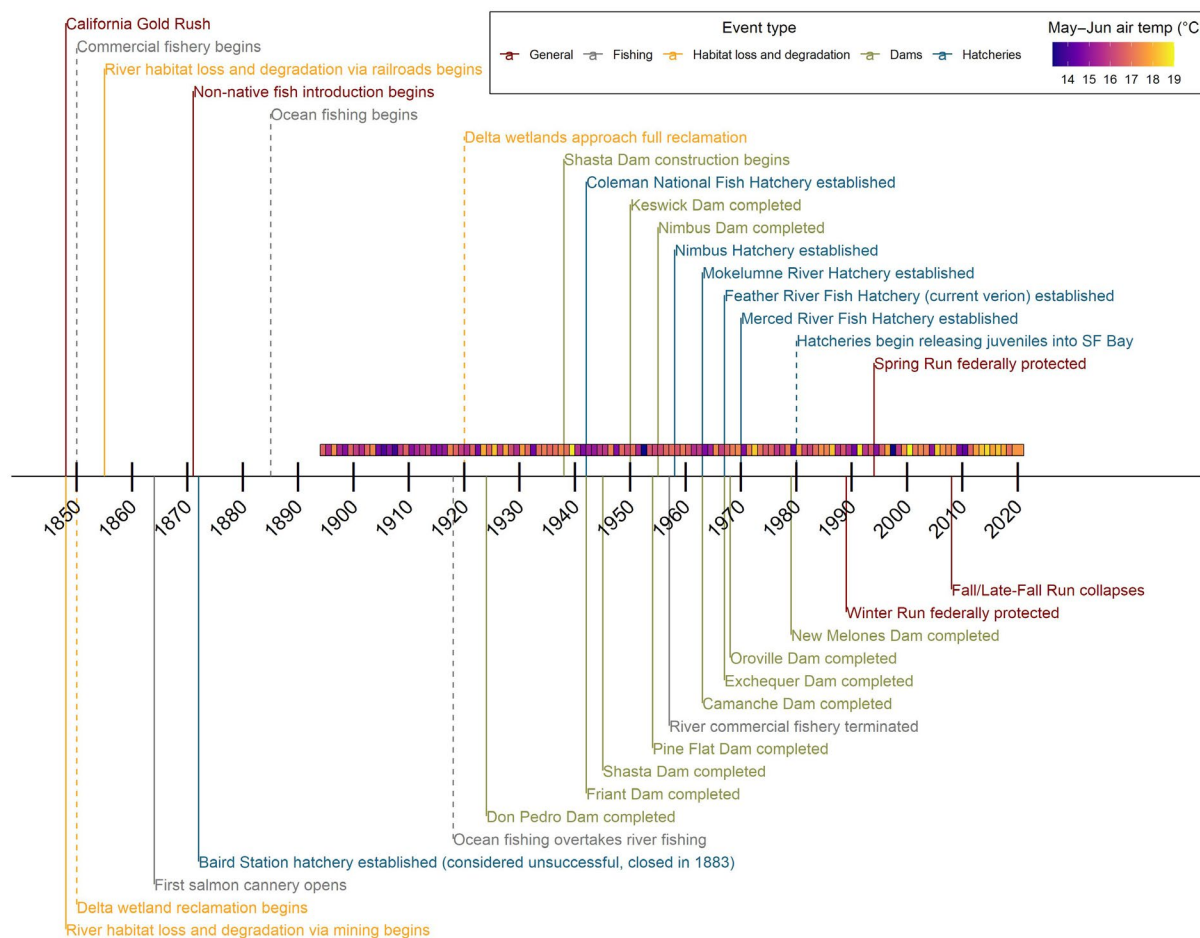 California Gold Rush
Commercial fishery begins
River habitat loss and degradation via railroads begins
Non-native fish introduction begins
Ocean fishing begins
Event type
a General a Fishing a Habitat loss and degradation a Dams a Hatcheries
May–Jun air temp (°C
14 15 16 17 18 19
Delta wetlands approach full reclamation
Shasta Dam construction begins
Coleman National Fish Hatchery established
Keswick Dam completed
Nimbus Dam completed
Nimbus Hatchery established
Mokelumne River Hatchery established
Feather River Fish Hatchery (current verion) established
Merced River Fish Hatchery established
Hatcheries begin releasing juveniles into SF Bay
Spring Run federally protected
1850 1860 1870 1880 1890 1900 1910 1920 1930 1940 1950 1960 1970 1980 1990 2000 2010 2020
Fall/Late-Fall Run collapses
Winter Run federally protected
New Melones Dam completed
Oroville Dam completed
Exchequer Dam completed
Camanche Dam completed
River commercial fishery terminated
Pine Flat Dam completed
Shasta Dam completed
Friant Dam completed
Don Pedro Dam completed
Ocean fishing overtakes river fishing
Baird Station hatchery established (considered unsuccessful, closed in 1883)
First salmon cannery opens
Delta wetland reclamation begins
River habitat loss and degradation via mining begins